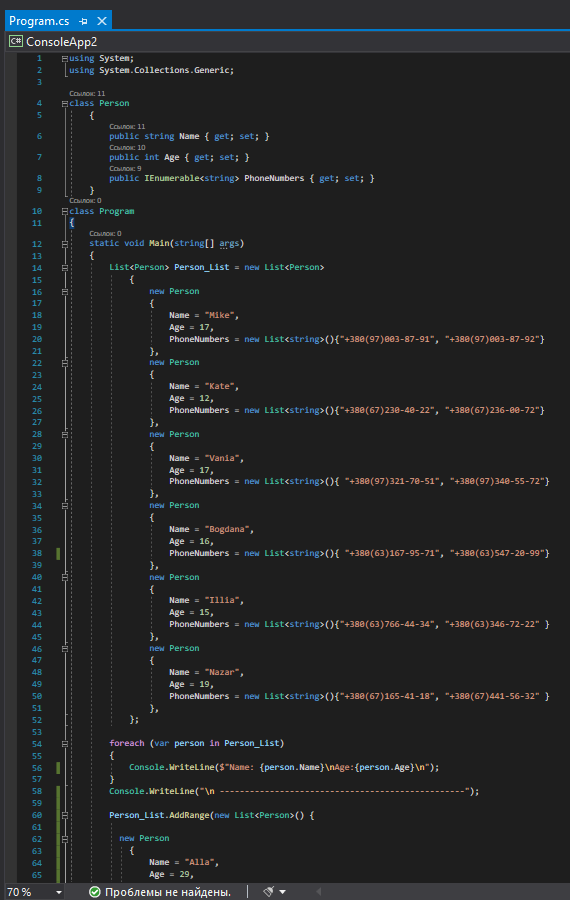 Program.cs
C# ConsoleApp2
1 using System;
2 using System.Collections.Generic;
3
Ссылок: 11
4 class Person
5 {
Ссылок: 11
6 public string Name { get; set; }
Ссылок: 10
7 public int Age { get; set; }
Ссылок: 9
8 public IEnumerable<string> PhoneNumbers { get; set; }
9 }
Ссылок: 0
10 class Program
11 {
Ссылок: 0
12 static void Main(string[] args)
13 {
14 List<Person> Person_List = new List<Person>
15 {
16 new Person
17 {
18 Name = "Mike",
19 Age = 17,
20 PhoneNumbers = new List<string>(){"+380(97)003-87-91", "+380(97)003-87-92"}
21 },
22 new Person
23 {
24 Name = "Kate",
25 Age = 12,
26 PhoneNumbers = new List<string>(){"+380(67)230-40-22", "+380(67)236-00-72"}
27 },
28 new Person
29 {
30 Name = "Vania",
31 Age = 17,
32 PhoneNumbers = new List<string>(){ "+380(97)321-70-51", "+380(97)340-55-72"}
33 },
34 new Person
35 {
36 Name = "Bogdana",
37 Age = 16,
38 PhoneNumbers = new List<string>(){ "+380(63)167-95-71", "+380(63)547-20-99"}
39 },
40 new Person
41 {
42 Name = "Illia",
43 Age = 15,
44 PhoneNumbers = new List<string>(){"+380(63)766-44-34", "+380(63)346-72-22" }
45 },
46 new Person
47 {
48 Name = "Nazar",
49 Age = 19,
50 PhoneNumbers = new List<string>(){"+380(67)165-41-18", "+380(67)441-56-32" }
51 },
52 };
53
54 foreach (var person in Person_List)
55 {
56 Console.WriteLine($"Name: {person.Name}\nAge:{person.Age}\n");
57 }
58 Console.WriteLine("\n -------------------------------------------------");
59
60 Person_List.AddRange(new List<Person>() {
61
62 new Person
63 {
64 Name = "Alla",
65 Age = 29,
70 %
Проблемы не найдены.